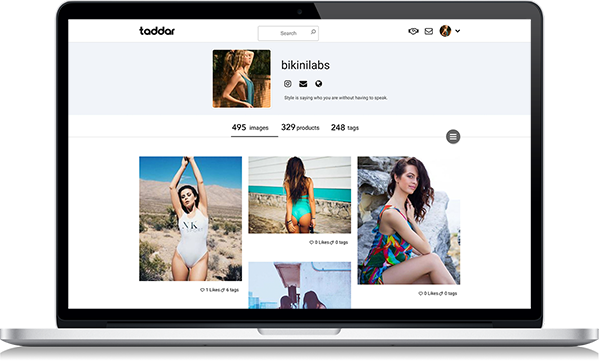 taddar
Search
bikinilabs
Style is saying who you are without having to speak.
495 images 329 products 248 tags
NK
0 Likes 0 tags
1 Likes 6 tags
0 Likes 0 tags